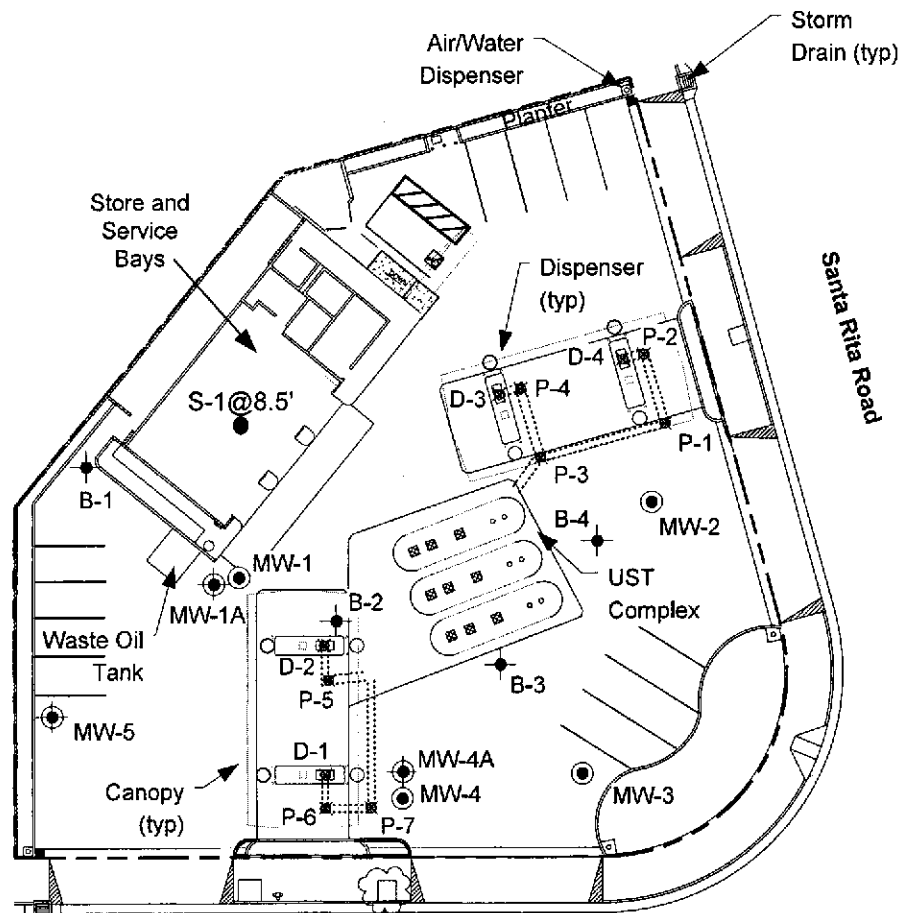 Storm
Drain (typ)
Air/Water
Dispenser
Planter
Store and
Service
Bays
Dispenser
(typ)
Santa Rita Road
P-2
D-4
P-4
D-3
S-1@8.5'
P-1
P-3
B-1
MW-2
B-4
MW-1
UST
Complex
MW-1A
B-2
Waste Oil
Tank
D-2
B-3
P-5
MW-5
D-1
MW-4A
Canopy
(typ)
MW-4
MW-3
P-6
P-7